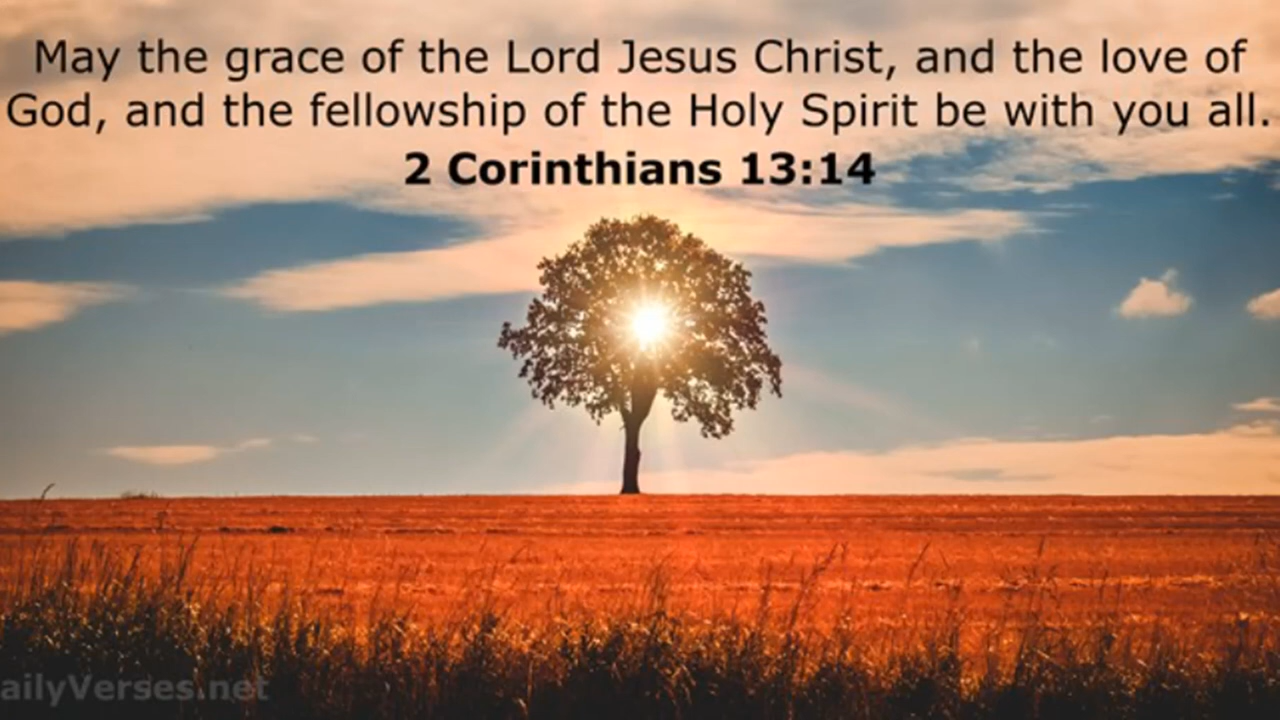 May the grace of the Lord Jesus Christ, and the love of
God, and the fellowship of the Holy Spirit be with you all.
2 Corinthians 13:14
ailyVerses.net